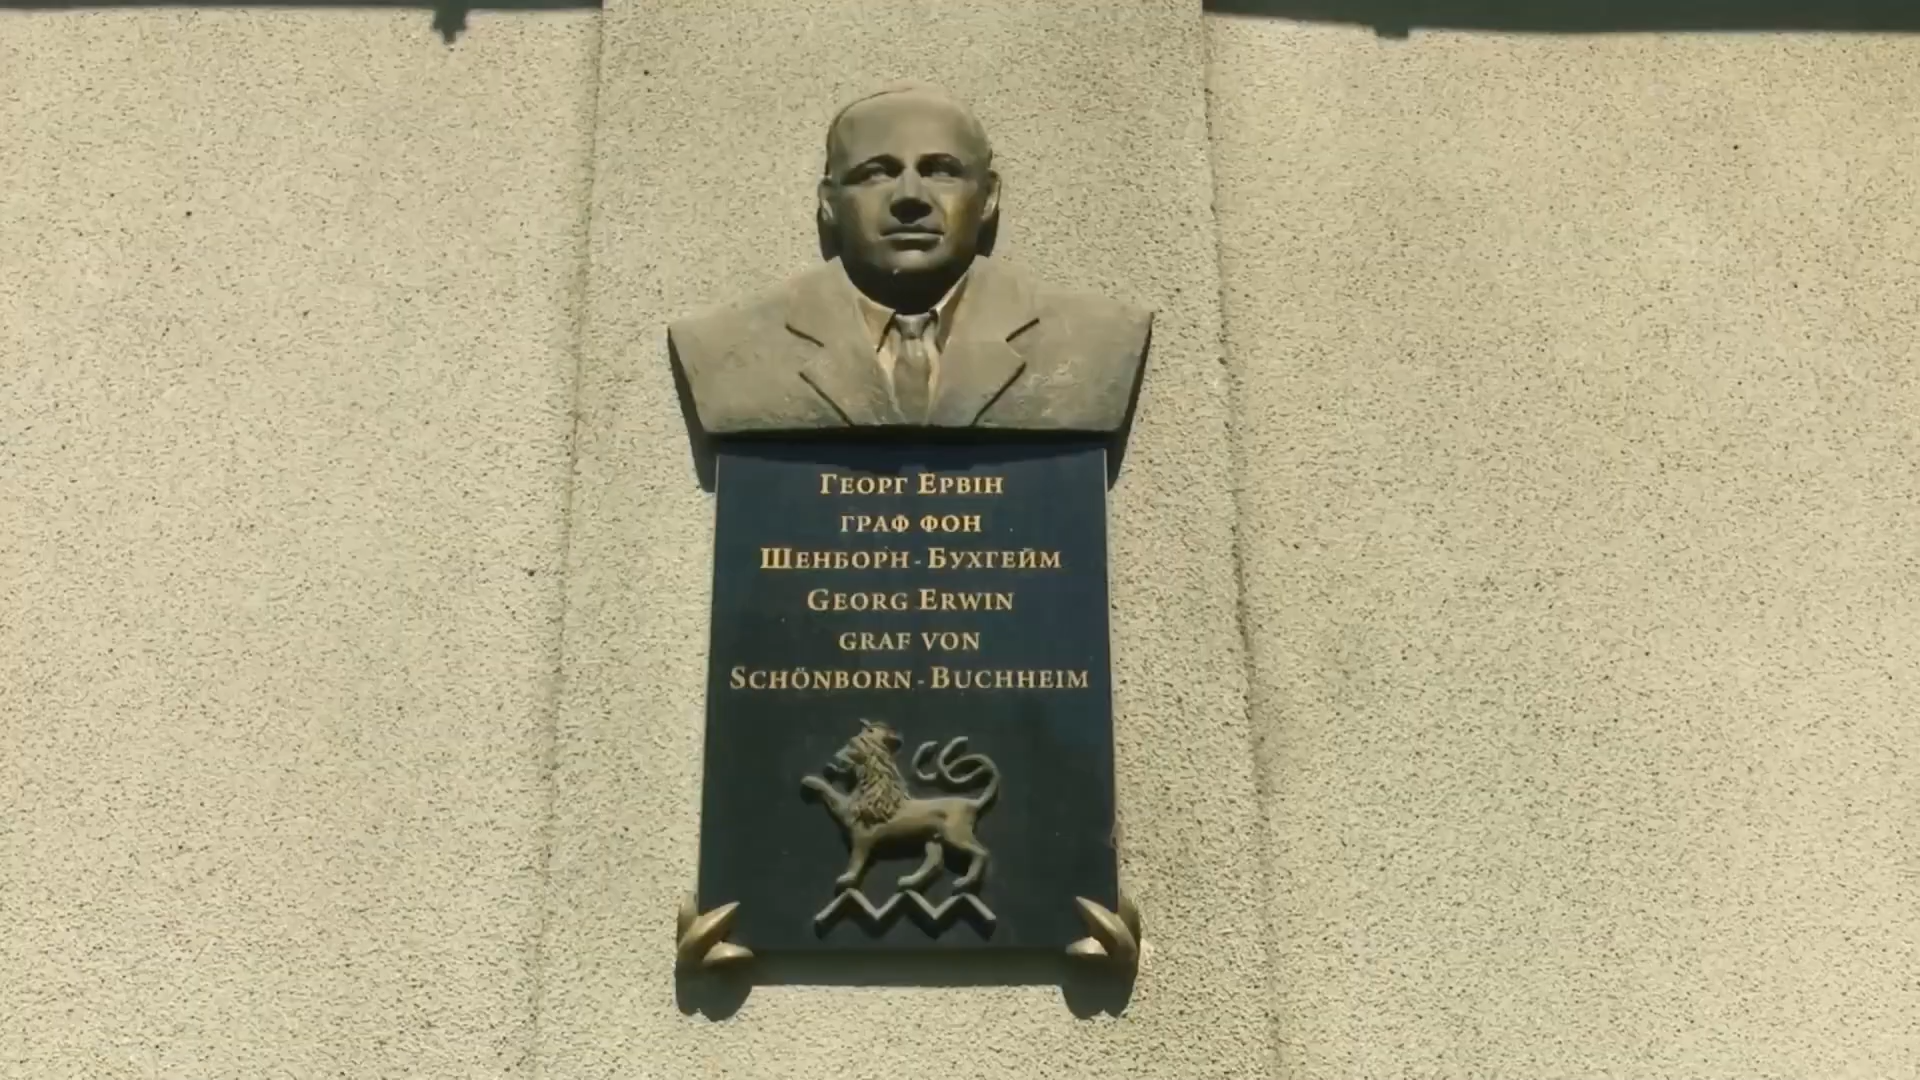 Георг Ервін
граф фон
Шенборн-Бухгейм
Georg Erwin
graf von
Schönborn-Buchheim